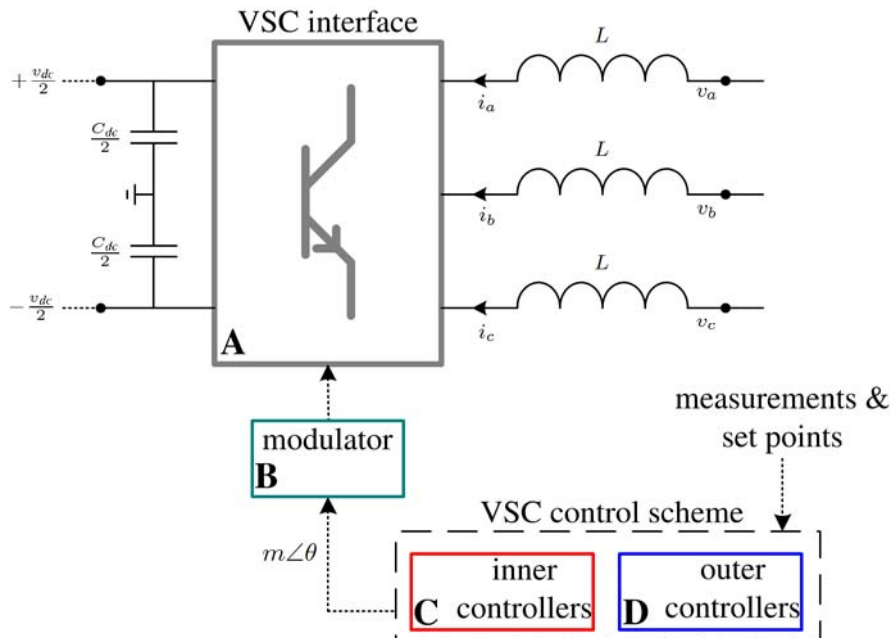 VSC interface
+ v_dc/2
C_dc/2
C_dc/2
- v_dc/2
L
i_a
v_a
L
i_b
v_b
L
i_c
v_c
A
modulator
B
measurements &
set points
VSC control scheme
m∠θ
inner
C controllers
outer
D controllers